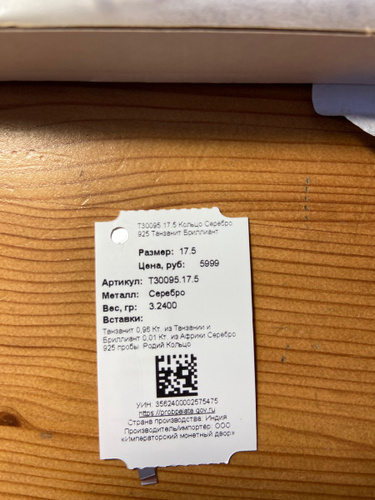 Т30095.17.5 Кольцо Серебро
925 Танзанит Бриллиант
Размер: 17.5
Цена, руб: 5999
Артикул: Т30095.17.5
Металл: Серебро
Вес, гр: 3.2400
Вставки:
Танзанит 0,96 Кт. из Танзании и
Бриллиант 0,01 Кт. из Африки Серебро
925 пробы Родий Кольцо
УИН: 3562400002575475
https://probpalata.gov.ru
Страна производства: Индия
Производитель/импортер: ООО
«Императорский монетный двор»